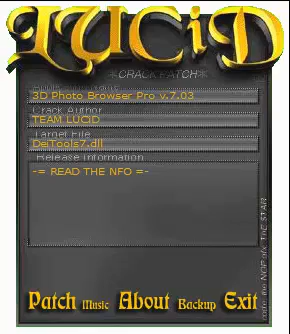 LUCiD
*CRACK PATCH*
3D Photo Browser Pro v.7.03
Crack Author
TEAM LUCiD
Target File
DeiTools7.dll
Release Information
-= READ THE NFO =-
Patch Music About Backup Exit